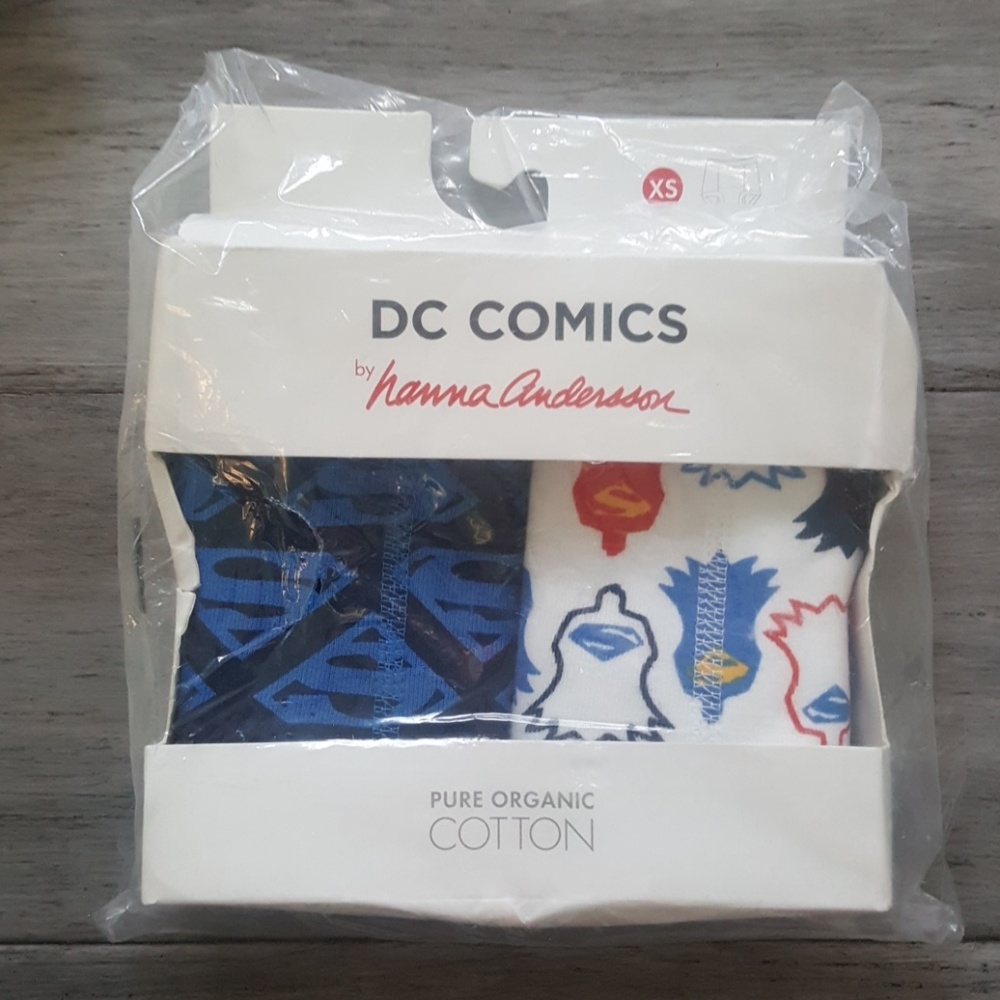 XS
DC COMICS
by hanna Andersson
PURE ORGANIC
COTTON